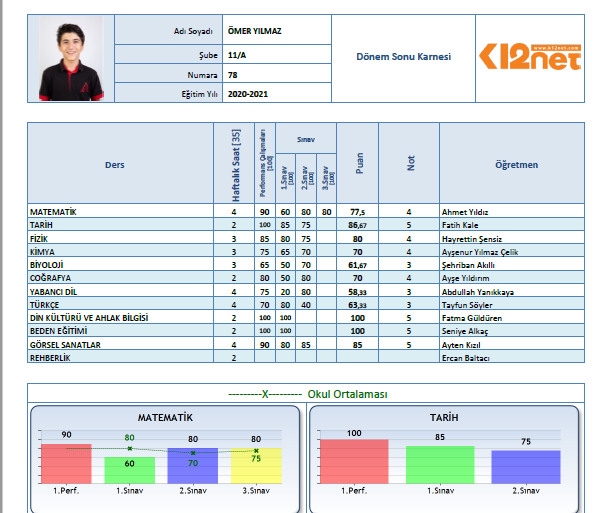 Adı Soyadı ÖMER YILMAZ
Şube 11/A
Numara 78
Eğitim Yılı 2020-2021
Dönem Sonu Karnesi
www.k12net.com
K12net
Ders Haftalık Saat [35] Performans Çalışmaları [100] Sınav 1.Sınav [100] 2.Sınav [100] 3.Sınav [100] Puan Not Öğretmen
MATEMATİK 4 90 60 80 80 77,5 4 Ahmet Yıldız
TARİH 2 100 85 75 86,67 5 Fatih Kale
FİZİK 3 85 80 75 80 4 Hayrettin Şensiz
KİMYA 3 75 65 70 70 4 Ayşenur Yılmaz Çelik
BİYOLOJİ 3 65 50 70 61,67 3 Şehriban Akıllı
COĞRAFYA 2 80 50 80 70 4 Ayşe Yıldırım
YABANCI DİL 4 75 20 80 58,33 3 Abdullah Yanıkkaya
TÜRKÇE 4 70 80 40 63,33 3 Tayfun Söyler
DİN KÜLTÜRÜ VE AHLAK BİLGİSİ 2 100 100 100 5 Fatma Güldüren
BEDEN EĞİTİMİ 2 100 100 100 5 Seniye Alkaç
GÖRSEL SANATLAR 4 90 80 85 85 5 Ayten Kızıl
REHBERLİK 2 Ercan Baltacı
---------X--------- Okul Ortalaması
MATEMATİK
90 80 80 80
60 70 75
1.Perf. 1.Sınav 2.Sınav 3.Sınav
TARİH
100 85 75
1.Perf. 1.Sınav 2.Sınav